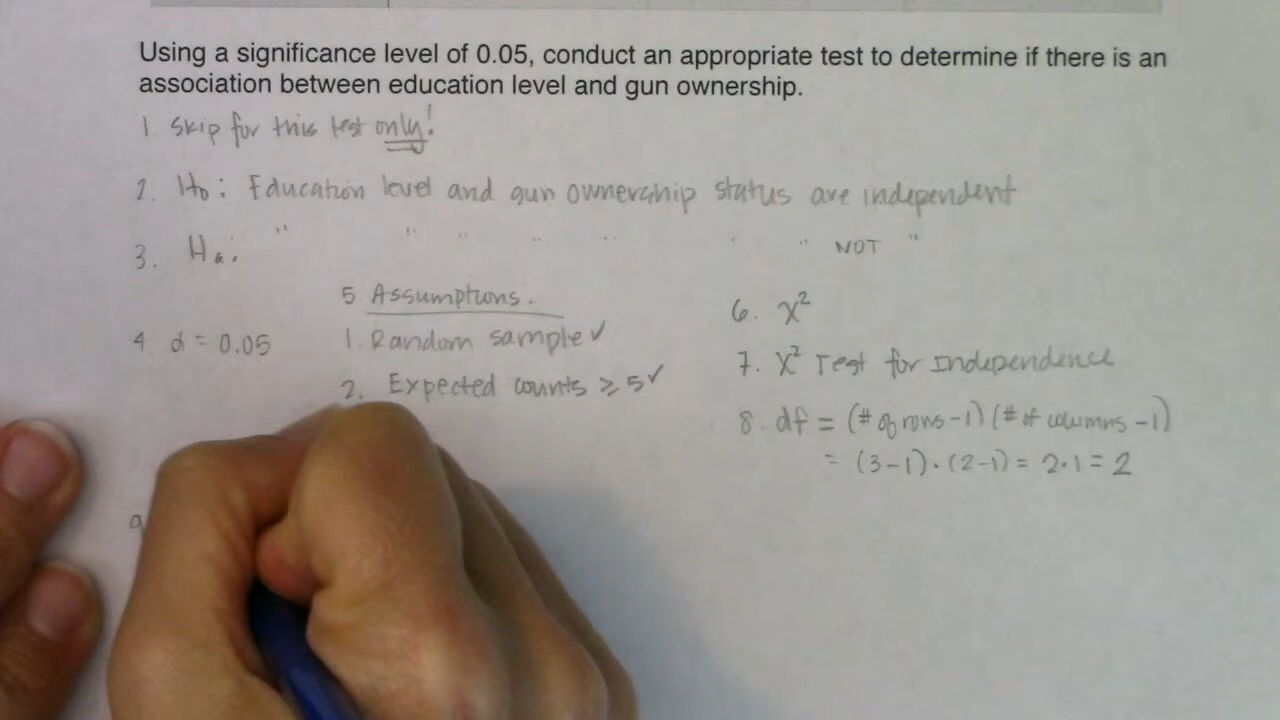 Using a significance level of 0.05, conduct an appropriate test to determine if there is an
association between education level and gun ownership.
1. Skip for this test only!
2. H₀: Education level and gun ownership status are independent
3. Hₐ: " " " " " " " NOT "
4 α = 0.05
5 Assumptions.
1. Random sample ✓
2. Expected counts ≥ 5 ✓
6. χ²
7. χ² Test for Independence
8. df = (# of rows - 1)(# of columns - 1)
= (3-1)·(2-1) = 2·1 = 2
9